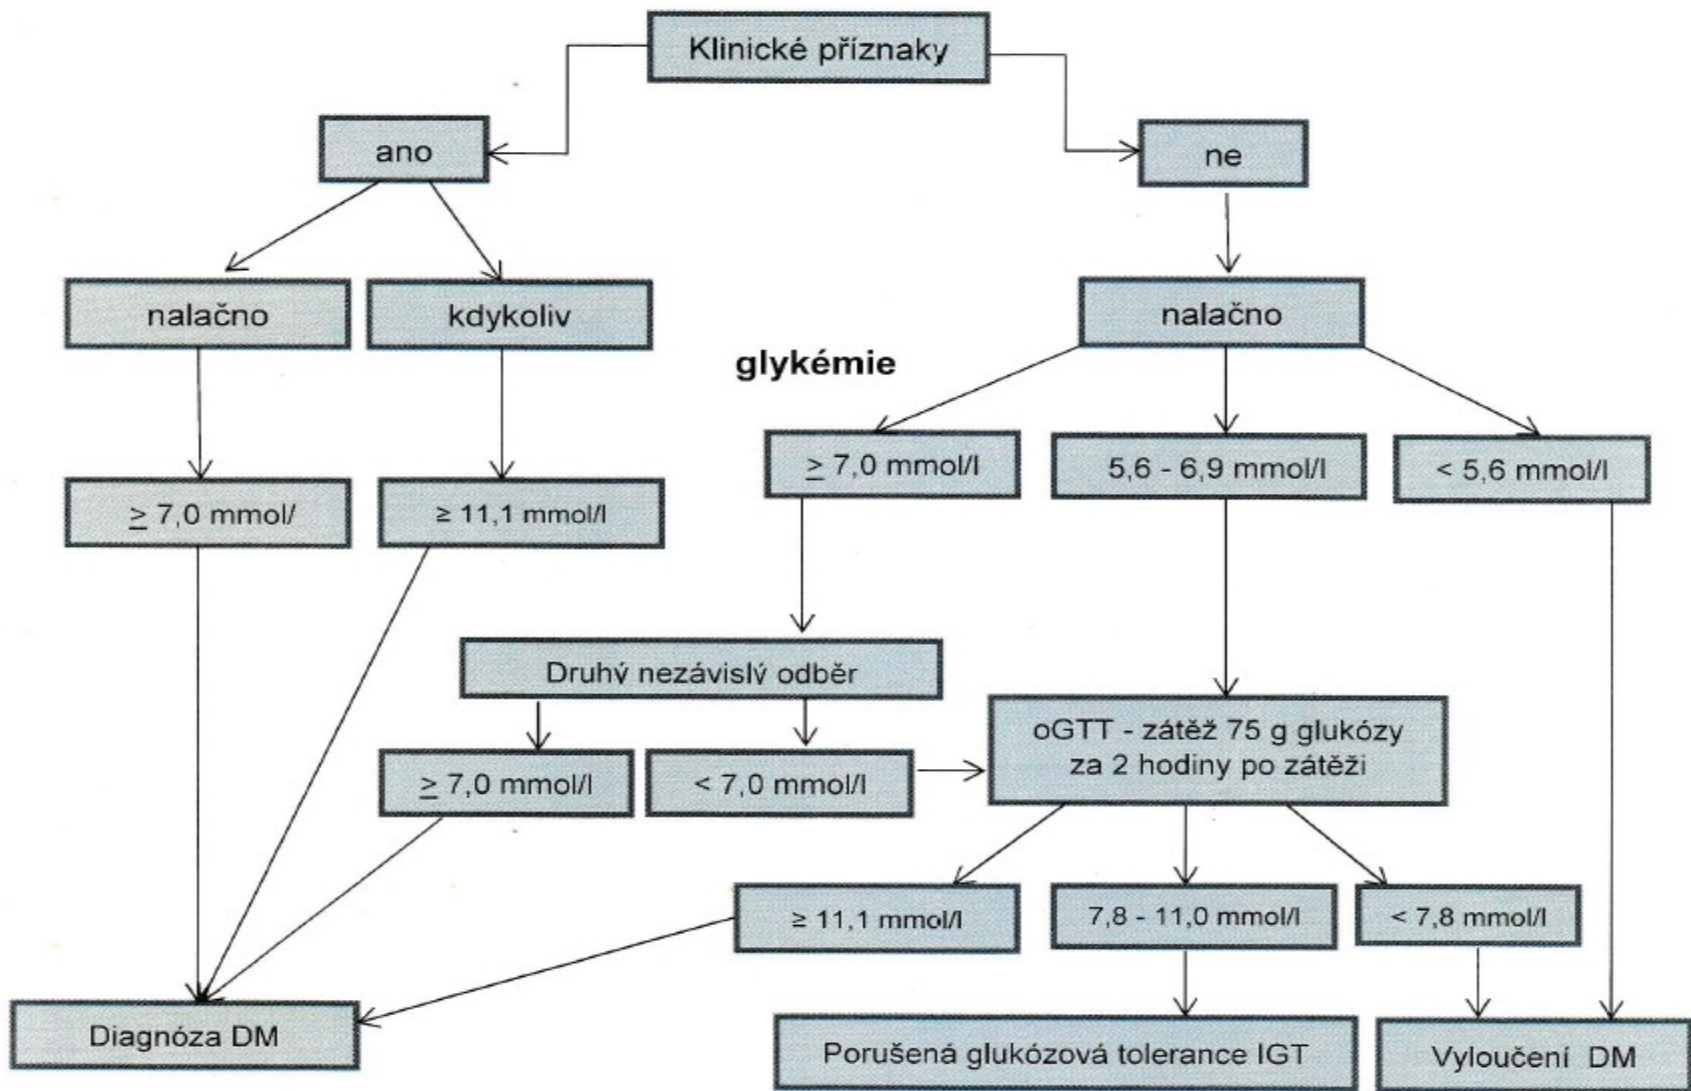 Klinické příznaky
ano
ne
nalačno
kdykoliv
nalačno
glykémie
≥ 7,0 mmol/l
5,6 - 6,9 mmol/l
< 5,6 mmol/l
≥ 7,0 mmol/
≥ 11,1 mmol/l
Druhý nezávislý odběr
oGTT - zátěž 75 g glukózy
za 2 hodiny po zátěži
≥ 7,0 mmol/l
< 7,0 mmol/l
≥ 11,1 mmol/l
7,8 - 11,0 mmol/l
< 7,8 mmol/l
Diagnóza DM
Porušená glukózová tolerance IGT
Vyloučení DM